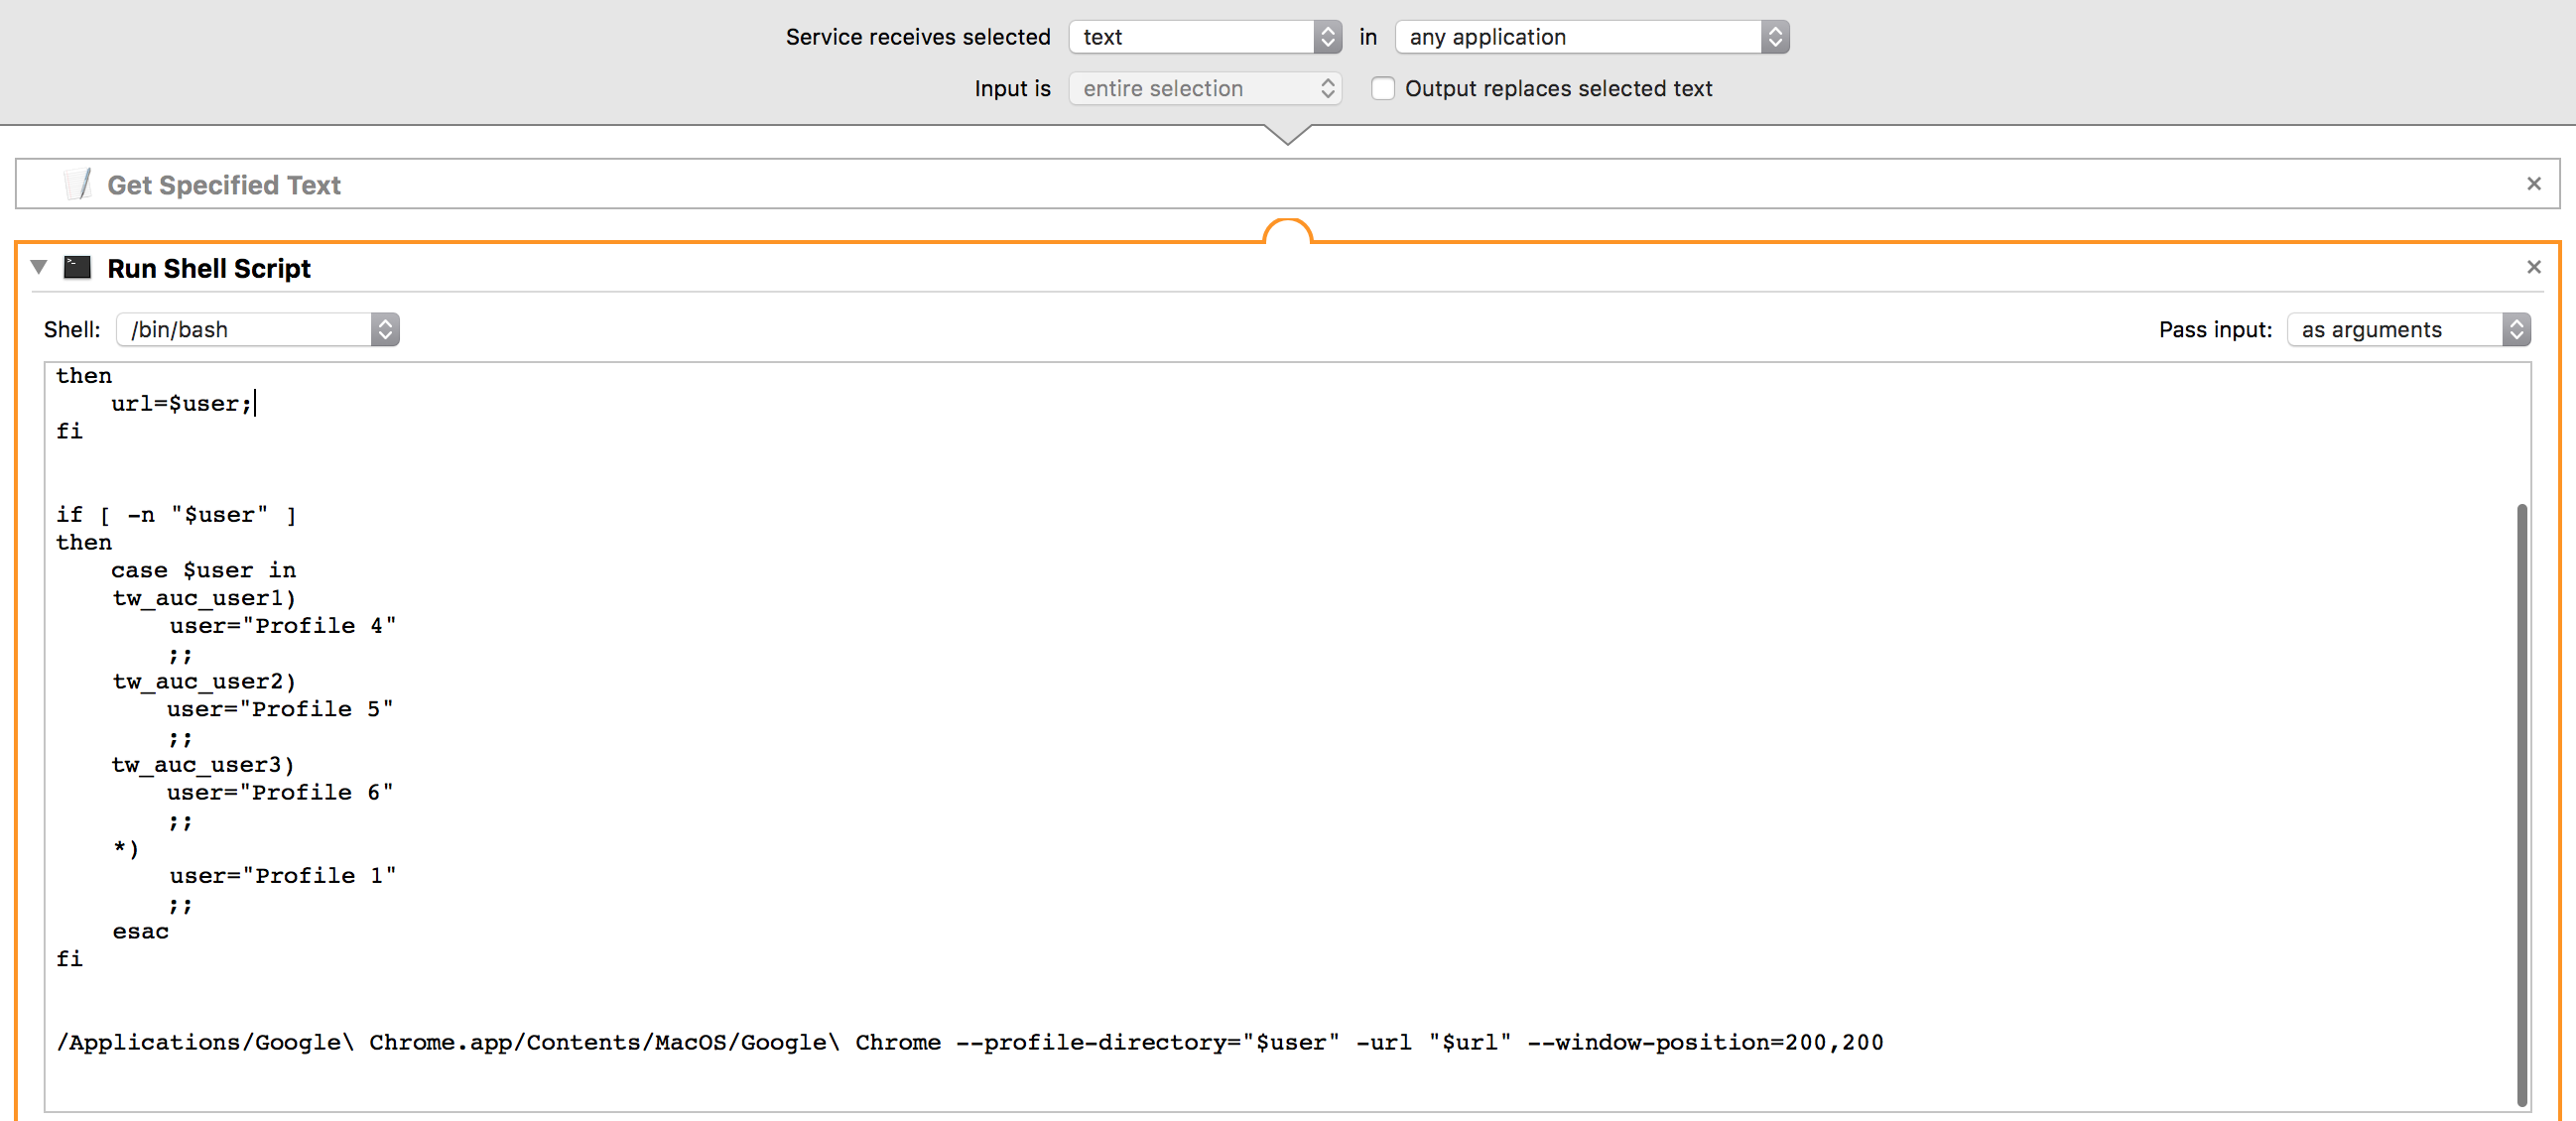 Service receives selected text in any application
Input is entire selection Output replaces selected text
Get Specified Text
Run Shell Script
Shell: /bin/bash Pass input: as arguments
then
    url=$user;
fi
if [ -n "$user" ]
then
    case $user in
    tw_auc_user1)
        user="Profile 4"
        ;;
    tw_auc_user2)
        user="Profile 5"
        ;;
    tw_auc_user3)
        user="Profile 6"
        ;;
    *)
        user="Profile 1"
        ;;
    esac
fi
/Applications/Google\ Chrome.app/Contents/MacOS/Google\ Chrome --profile-directory="$user" -url "$url" --window-position=200,200